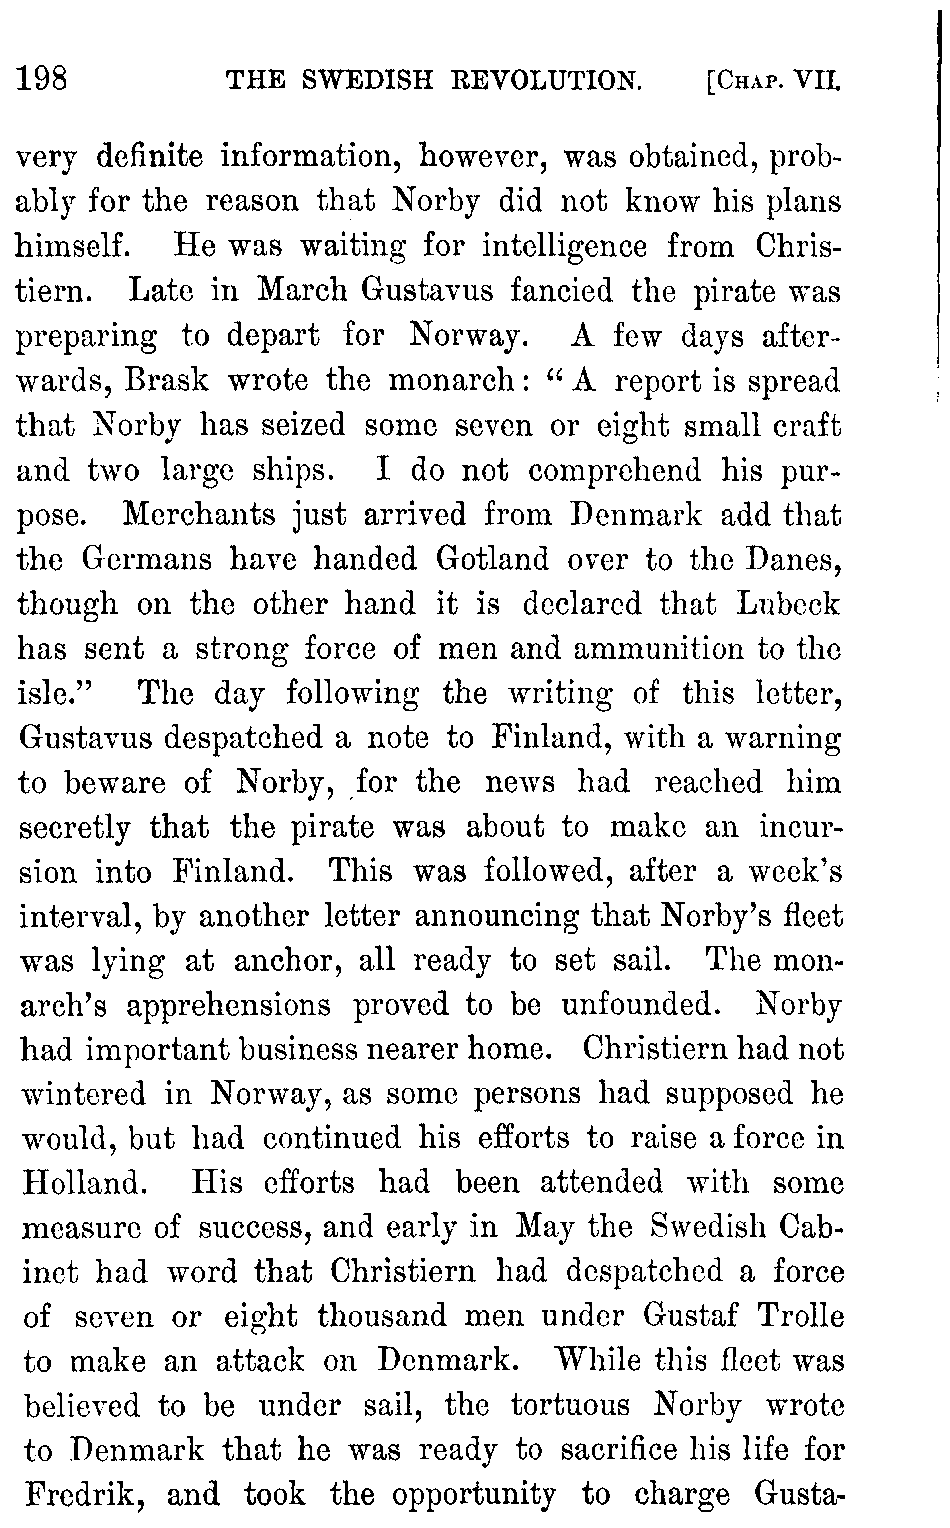 198 THE SWEDISH REVOLUTION. [CHAP. VII.
very definite information, however, was obtained, prob-
ably for the reason that Norby did not know his plans
himself. He was waiting for intelligence from Chris-
tiern. Late in March Gustavus fancied the pirate was
preparing to depart for Norway. A few days after-
wards, Brask wrote the monarch: “ A report is spread
that Norby has seized some seven or eight small craft
and two large ships. I do not comprehend his pur-
pose. Merchants just arrived from Denmark add that
the Germans have handed Gotland over to the Danes,
though on the other hand it is declared that Lubeck
has sent a strong force of men and ammunition to the
isle.” The day following the writing of this letter,
Gustavus despatched a note to Finland, with a warning
to beware of Norby, for the news had reached him
secretly that the pirate was about to make an incur-
sion into Finland. This was followed, after a week’s
interval, by another letter announcing that Norby’s fleet
was lying at anchor, all ready to set sail. The mon-
arch’s apprehensions proved to be unfounded. Norby
had important business nearer home. Christiern had not
wintered in Norway, as some persons had supposed he
would, but had continued his efforts to raise a force in
Holland. His efforts had been attended with some
measure of success, and early in May the Swedish Cab-
inet had word that Christiern had despatched a force
of seven or eight thousand men under Gustaf Trolle
to make an attack on Denmark. While this fleet was
believed to be under sail, the tortuous Norby wrote
to Denmark that he was ready to sacrifice his life for
Fredrik, and took the opportunity to charge Gusta-